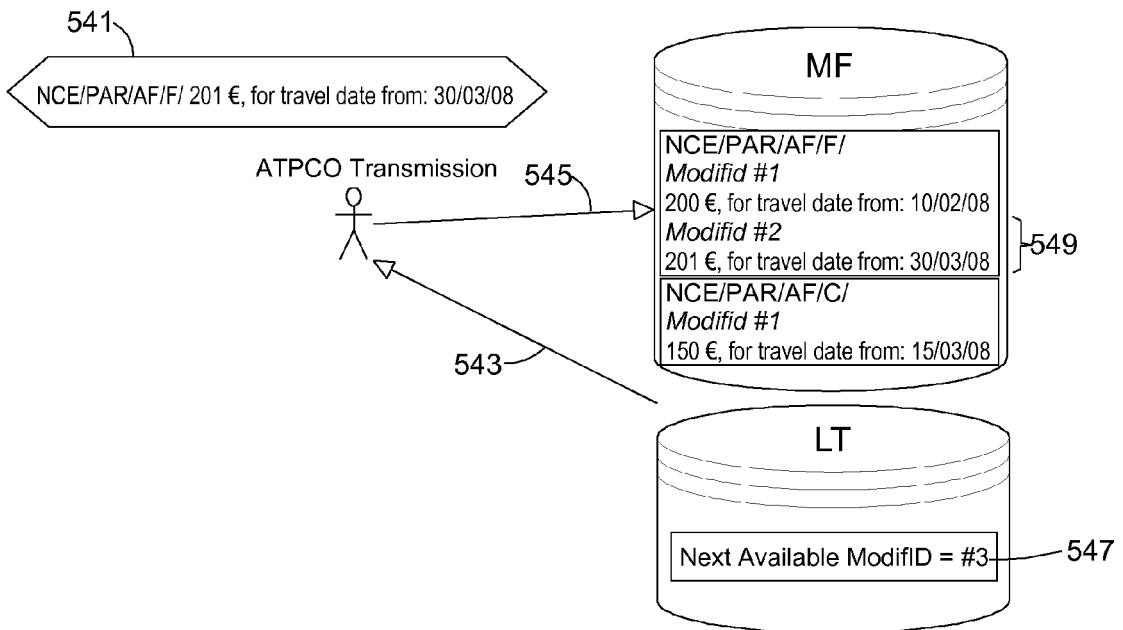 541
NCE/PAR/AF/F/ 201 €, for travel date from: 30/03/08
ATPCO Transmission
545
543
MF
NCE/PAR/AF/F/
Modifid #1
200 €, for travel date from: 10/02/08
Modifid #2
201 €, for travel date from: 30/03/08
549
NCE/PAR/AF/C/
Modifid #1
150 €, for travel date from: 15/03/08
LT
Next Available ModifID = #3
547